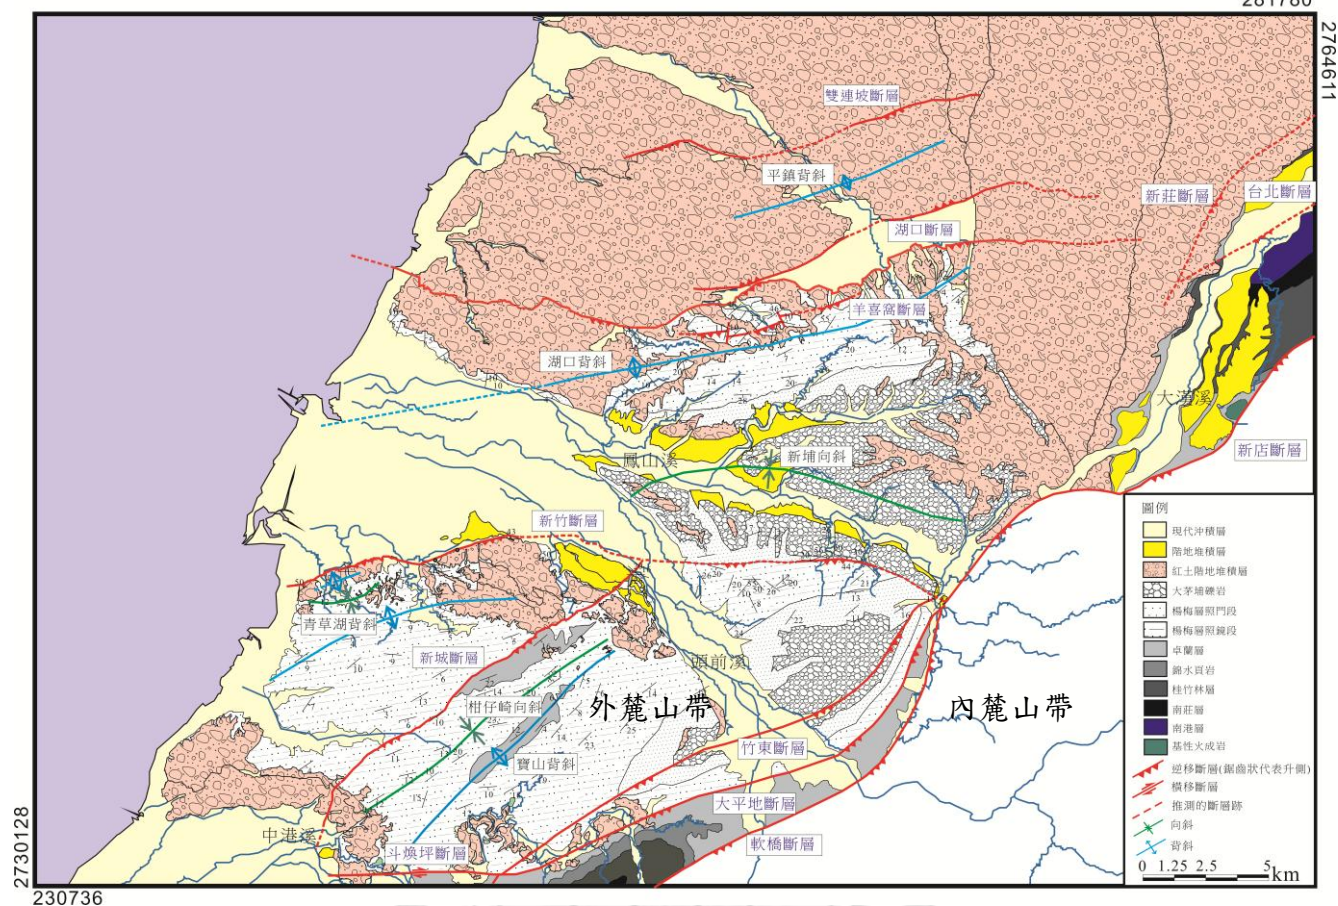 281780
2764611
雙連坡斷層
平鎮背斜
新莊斷層
台北斷層
湖口斷層
羊喜窩斷層
湖口背斜
大漢溪
鳳山溪
新埔向斜
新店斷層
新竹斷層
青草湖背斜
新城斷層
頭前溪
柑仔崎向斜
外麓山帶
內麓山帶
寶山背斜
竹東斷層
大平地斷層
中港溪
斗煥坪斷層
軟橋斷層
2730128
230736
圖例
現代沖積層
階地堆積層
紅土階地堆積層
大茅埔礫岩
楊梅層照門段
楊梅層照鏡段
卓蘭層
錦水頁岩
桂竹林層
南莊層
南港層
基性火成岩
逆移斷層(鋸齒狀代表升側)
橫移斷層
推測的斷層跡
向斜
背斜
0 1.25 2.5 5km